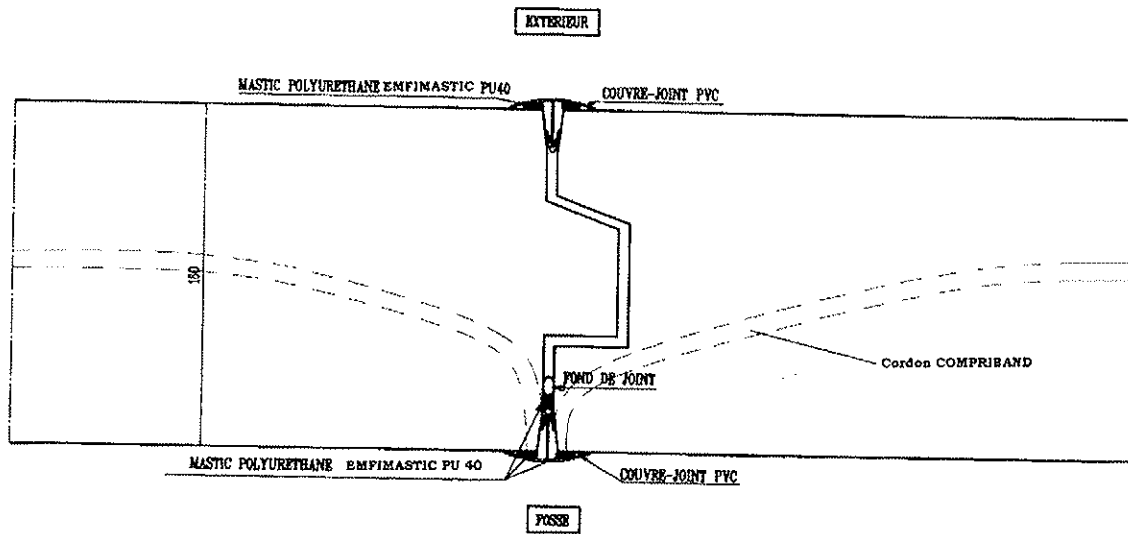 EXTERIEUR
MASTIC POLYURETHANE EMFIMASTIC PU40
COUVRE-JOINT PVC
180
Cordon COMPRIBAND
FOND DE JOINT
MASTIC POLYURETHANE EMFIMASTIC PU 40
COUVRE-JOINT PVC
FOSSE